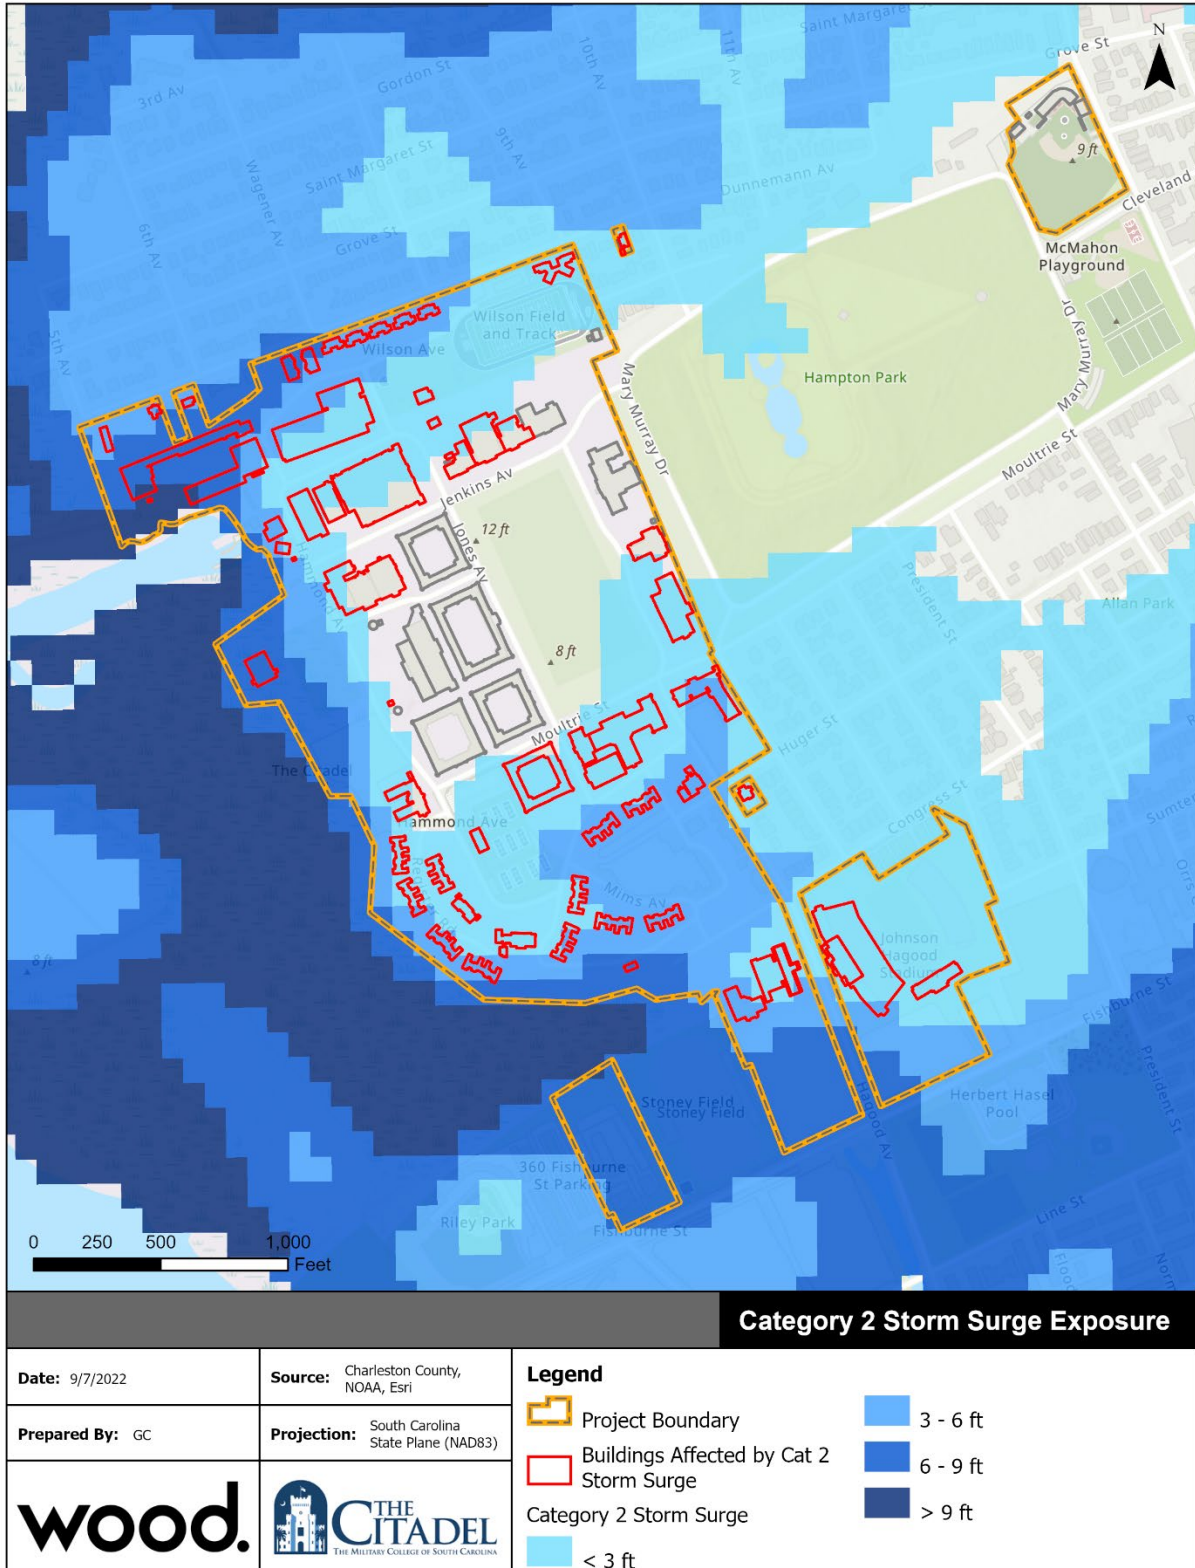 N
Saint Margaret St
Grove St
10th Av
11th Av
Gordon St
3rd Av
9th Av
9 ft
Saint Margaret St
Wagener Av
Dunnemann Av
Cleveland
6th Av
Grove St
McMahon
Playground
5th Av
Wilson Field
and Track
Wilson Ave
Mary Murray Dr
Hampton Park
Mary Murray Dr
Moultrie St
Jenkins Av
12 ft
Jones Av
Hammond Av
President St
Allan Park
8 ft
Moultrie St
Huger St
The Citadel
Congress St
Sumter
Hammond Ave
Register Rd
Mims Av
Orrs
Johnson
Hagood
Stadium
8 ft
Fishburne St
President St
Stoney Field
Stoney Field
Hagood Av
Herbert Hasel
Pool
360 Fishburne
St Parking
Riley Park
Fishburne St
Line St
Flood
Norm
0 250 500 1,000
Feet
Category 2 Storm Surge Exposure
Date: 9/7/2022
Source: Charleston County,
NOAA, Esri
Prepared By: GC
Projection: South Carolina
State Plane (NAD83)
wood.
THE
CITADEL
THE MILITARY COLLEGE OF SOUTH CAROLINA
Legend
Project Boundary
Buildings Affected by Cat 2
Storm Surge
Category 2 Storm Surge
< 3 ft
3 - 6 ft
6 - 9 ft
> 9 ft